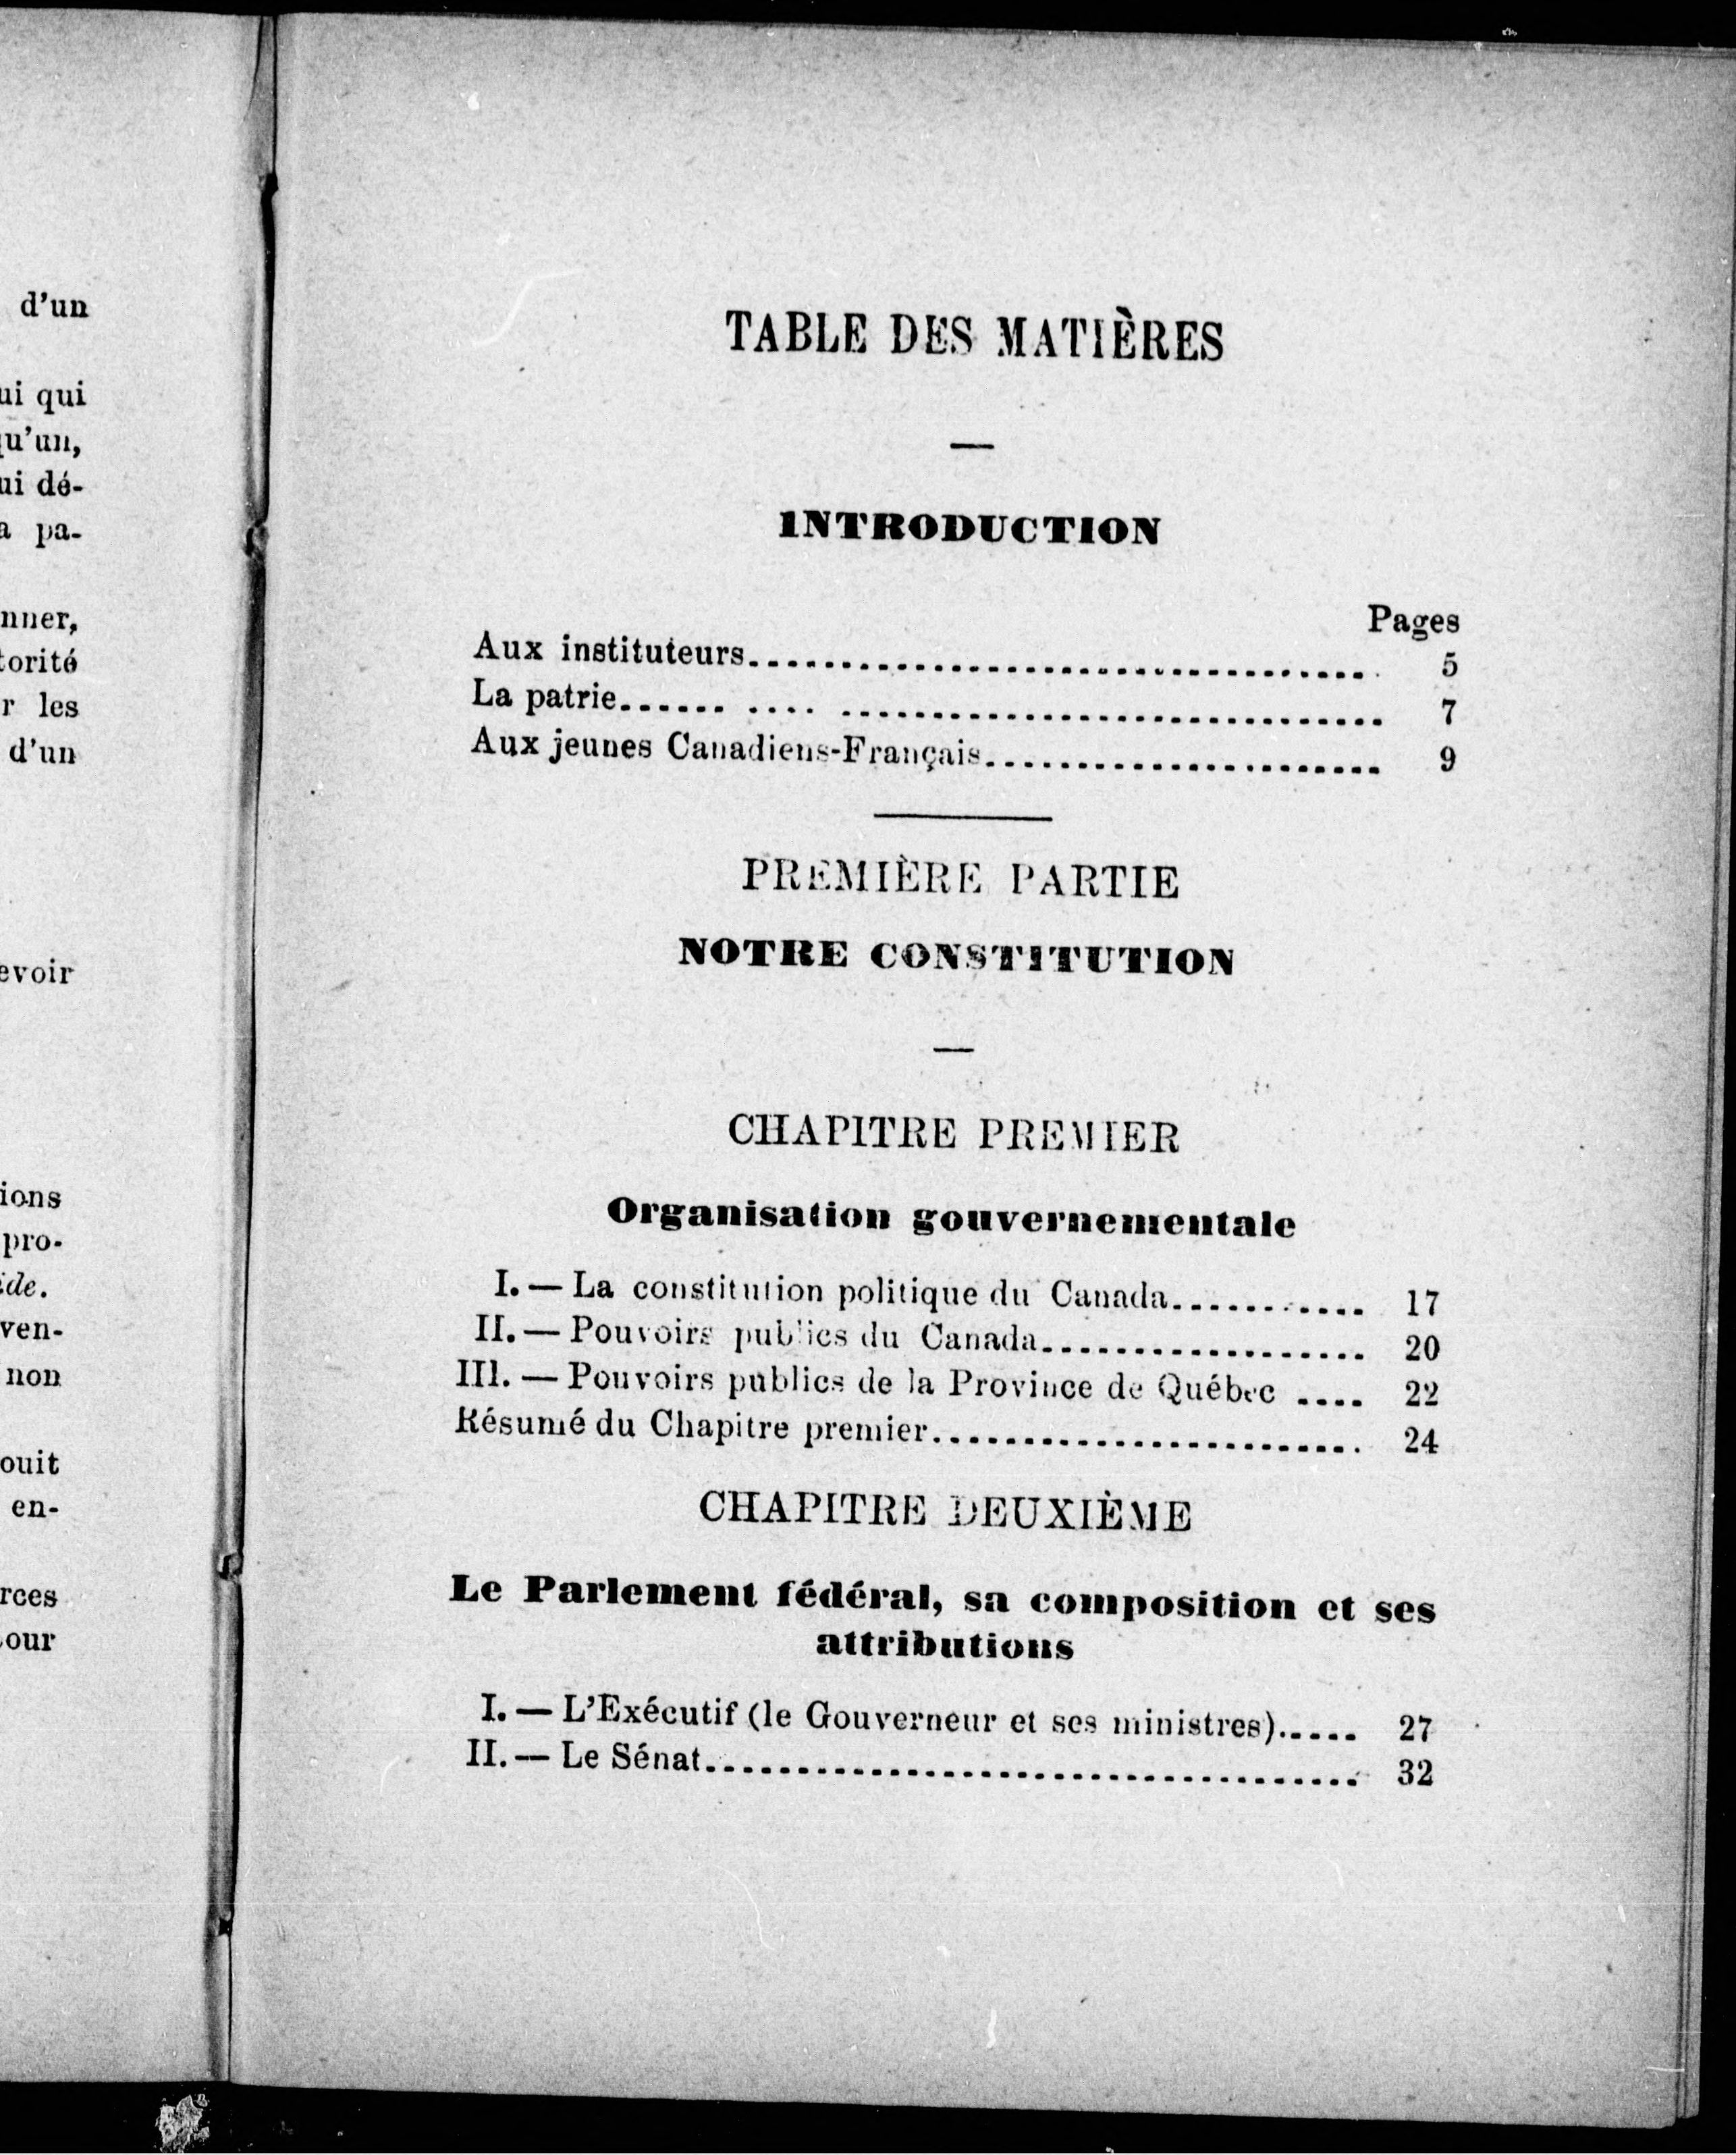 d'un
ui qui
qu'un,
ui dé-
a pa-
nner,
torité
r les
d'un
evoir
ions
pro-
ide.
ven-
non
ouit
en-
rces
our
TABLE DES MATIÈRES
—
INTRODUCTION
Pages
Aux instituteurs.................................. 5
La patrie...... .... .............................. 7
Aux jeunes Canadiens-Français...................... 9
PREMIÈRE PARTIE
NOTRE CONSTITUTION
—
CHAPITRE PREMIER
Organisation gouvernementale
I. — La constitution politique du Canada........... 17
II. — Pouvoirs publics du Canada.................. 20
III. — Pouvoirs publics de la Province de Québec .... 22
Résumé du Chapitre premier........................ 24
CHAPITRE DEUXIÈME
Le Parlement fédéral, sa composition et ses
attributions
I. — L'Exécutif (le Gouverneur et ses ministres)..... 27
II. — Le Sénat.................................... 32